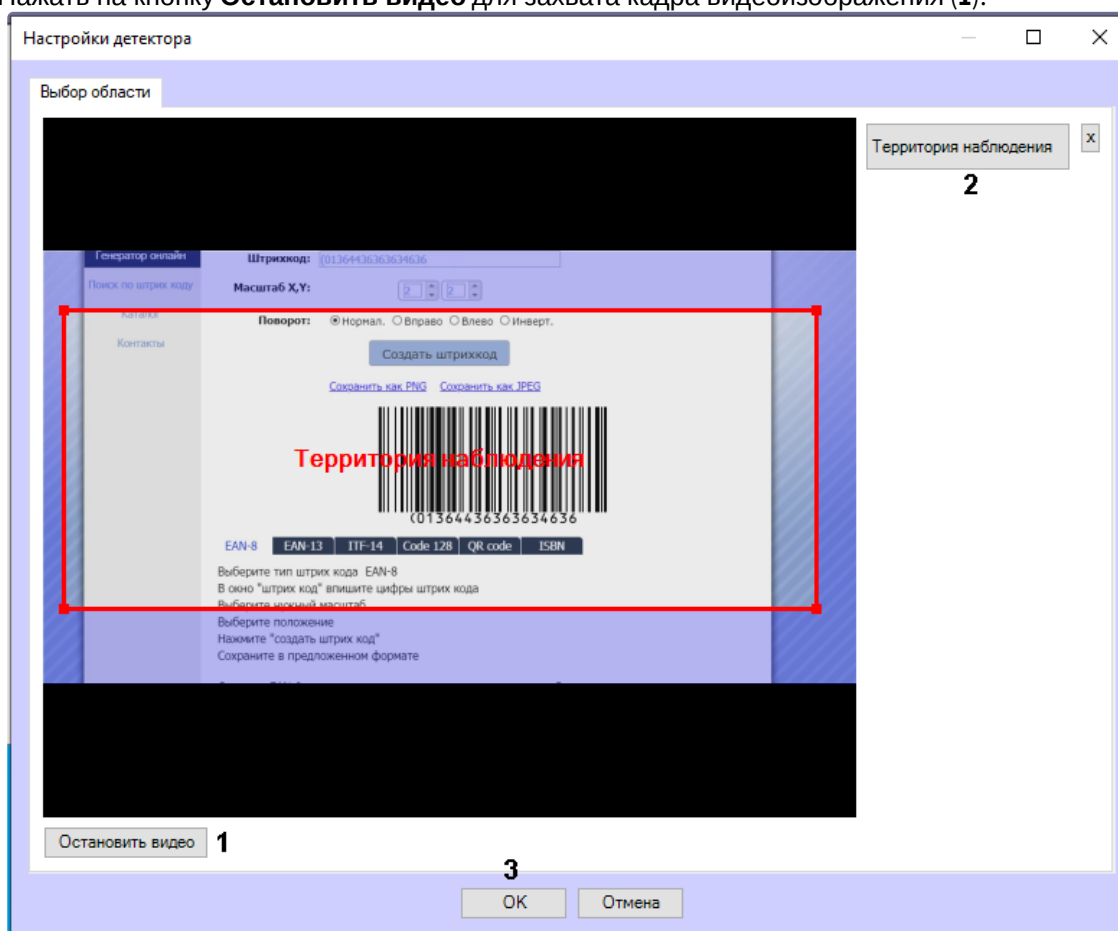 Нажать на кнопку Остановить видео для захвата кадра видеоизображения (1).
Настройки детектора
Выбор области
Территория наблюдения
x
2
Генератор онлайн
Штрихкод: (01364436363634636
Поиск по штрих коду
Масштаб X,Y: 2 2
Каталог
Поворот: Нормал. Вправо Влево Инверт.
Контакты
Создать штрихкод
Сохранить как PNG Сохранить как JPEG
Территория наблюдения
(01364436363634636
EAN-8 EAN-13 ITF-14 Code 128 QR code ISBN
Выберите тип штрих кода EAN-8
В окно "штрих код" впишите цифры штрих кода
Выберите нужный масштаб
Выберите положение
Нажмите "создать штрих код"
Сохраните в предложенном формате
Остановить видео 1
3
OK Отмена